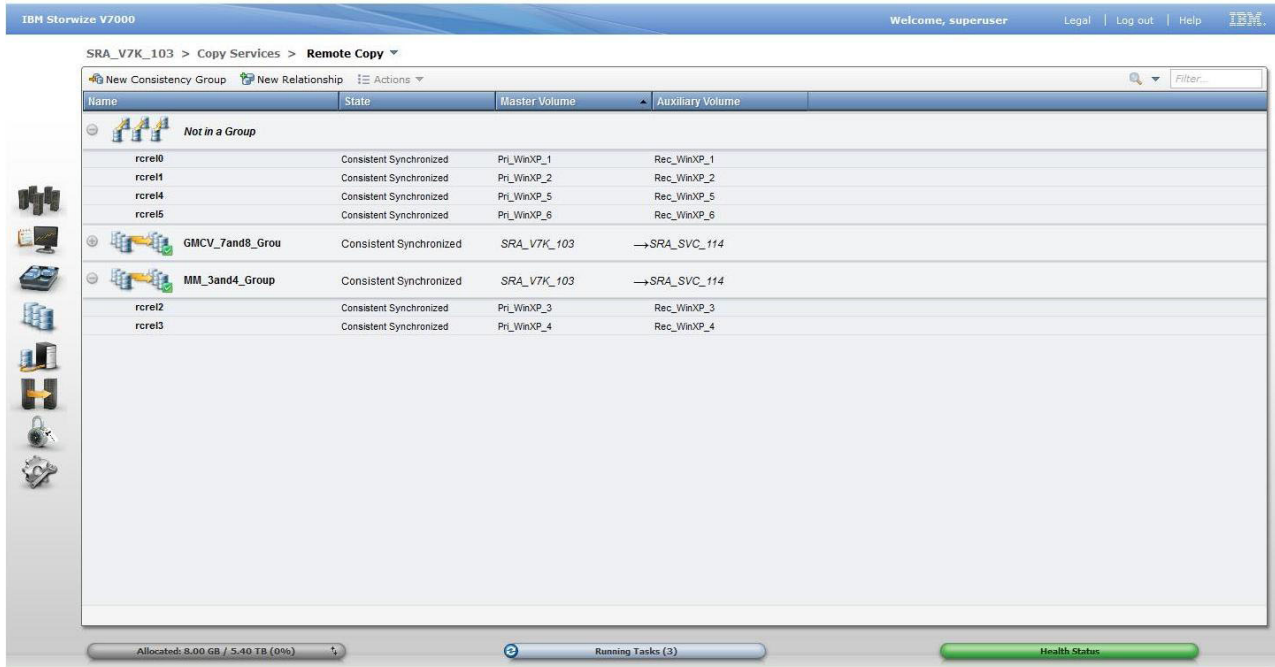 IBM Storwize V7000 Welcome, superuser Legal | Log out | Help IBM.
SRA_V7K_103 > Copy Services > Remote Copy
New Consistency Group New Relationship Actions Filter...
Name State Master Volume Auxiliary Volume
Not in a Group
rcrel0 Consistent Synchronized Pri_WinXP_1 Rec_WinXP_1
rcrel1 Consistent Synchronized Pri_WinXP_2 Rec_WinXP_2
rcrel4 Consistent Synchronized Pri_WinXP_5 Rec_WinXP_5
rcrel5 Consistent Synchronized Pri_WinXP_6 Rec_WinXP_6
GMCV_7and8_Grou Consistent Synchronized SRA_V7K_103 →SRA_SVC_114
MM_3and4_Group Consistent Synchronized SRA_V7K_103 →SRA_SVC_114
rcrel2 Consistent Synchronized Pri_WinXP_3 Rec_WinXP_3
rcrel3 Consistent Synchronized Pri_WinXP_4 Rec_WinXP_4
Allocated: 8.00 GB / 5.40 TB (0%) Running Tasks (3) Health Status